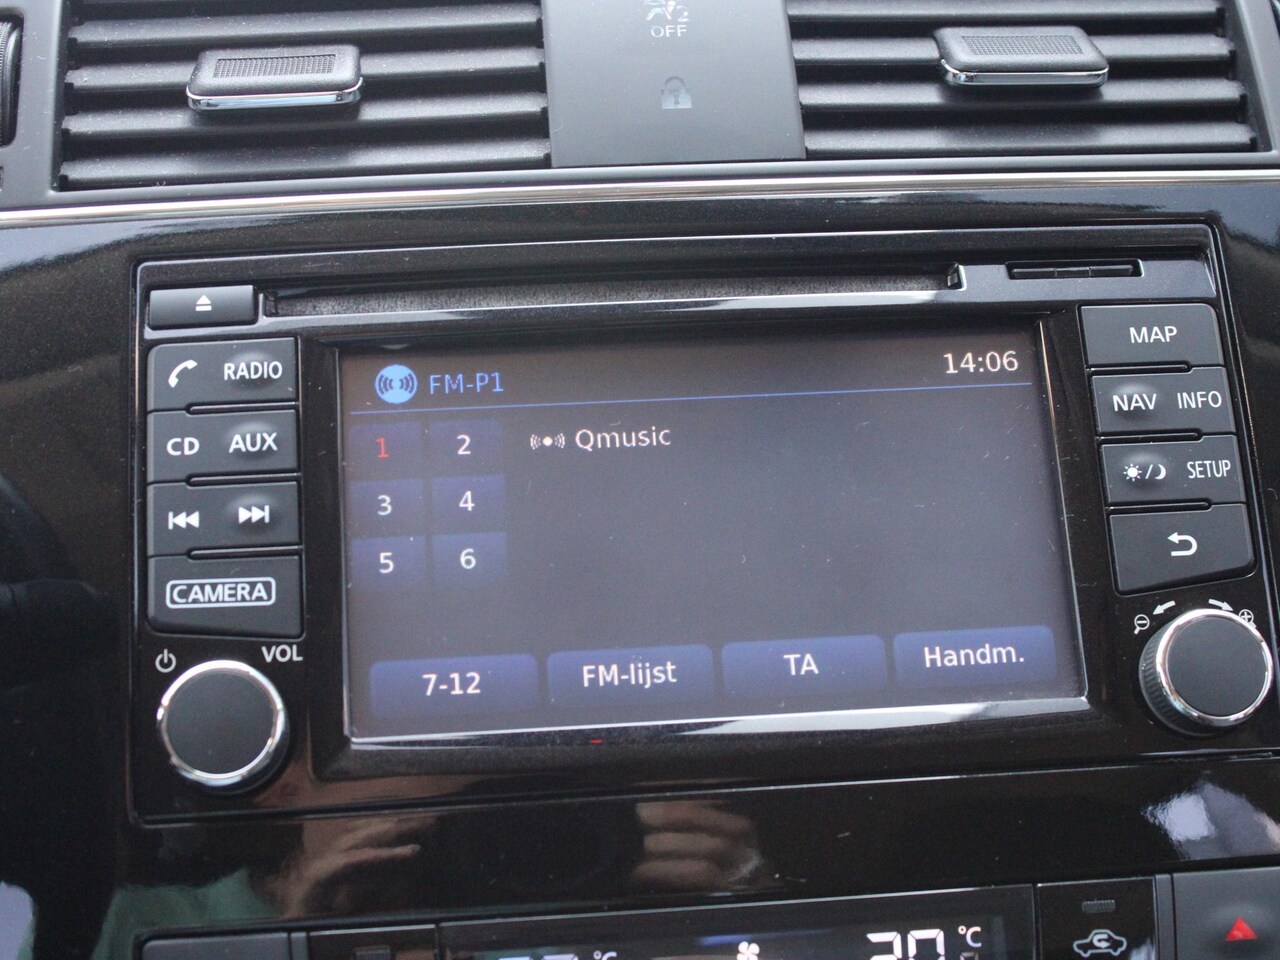 OFF
MAP
RADIO
FM-P1
14:06
NAV INFO
CD AUX
1 2
Qmusic
SETUP
3 4
5 6
CAMERA
VOL
7-12
FM-lijst
TA
Handm.
°C
°C